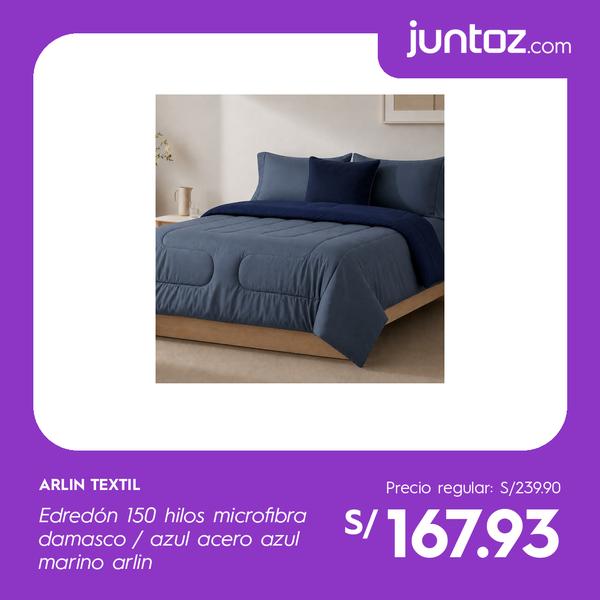 juntoz.com
ARLIN TEXTIL
Edredón 150 hilos microfibra
damasco / azul acero azul
marino arlin
Precio regular: S/239.90
S/167.93